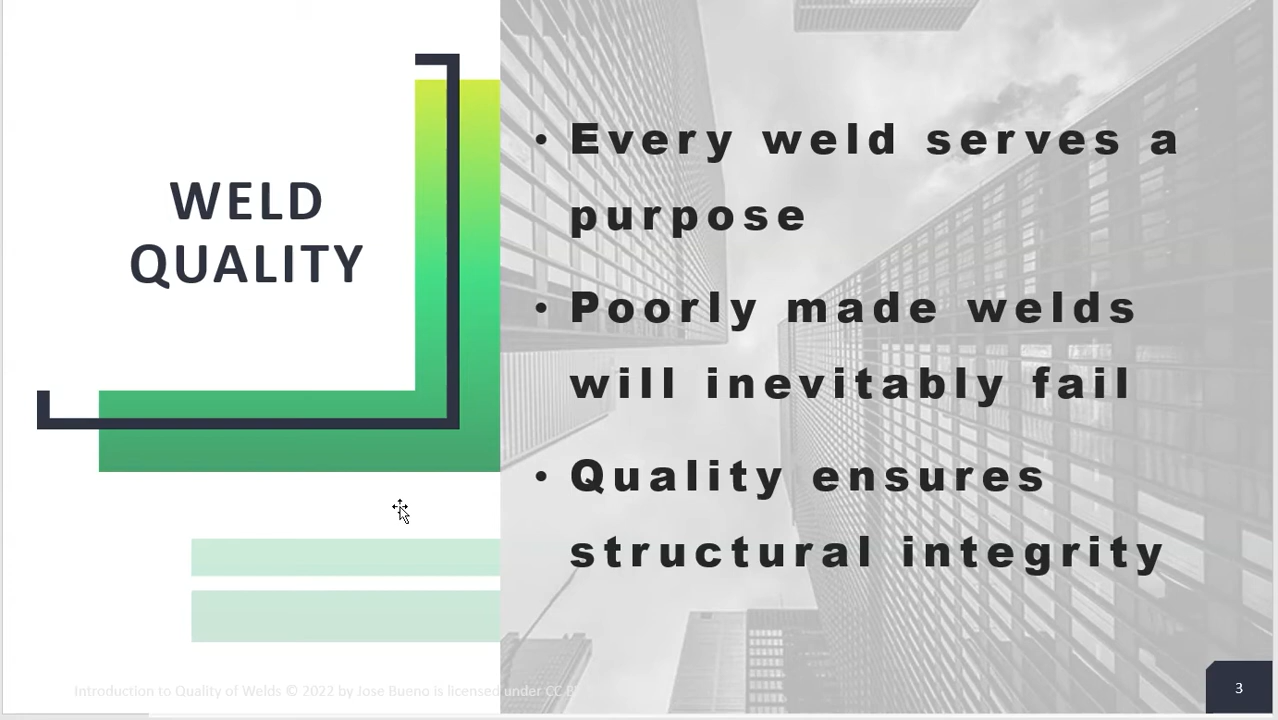 WELD
QUALITY
• Every weld serves a
purpose
• Poorly made welds
will inevitably fail
• Quality ensures
structural integrity
Introduction to Quality of Welds © 2022 by Jose Bueno is licensed under CC B
3